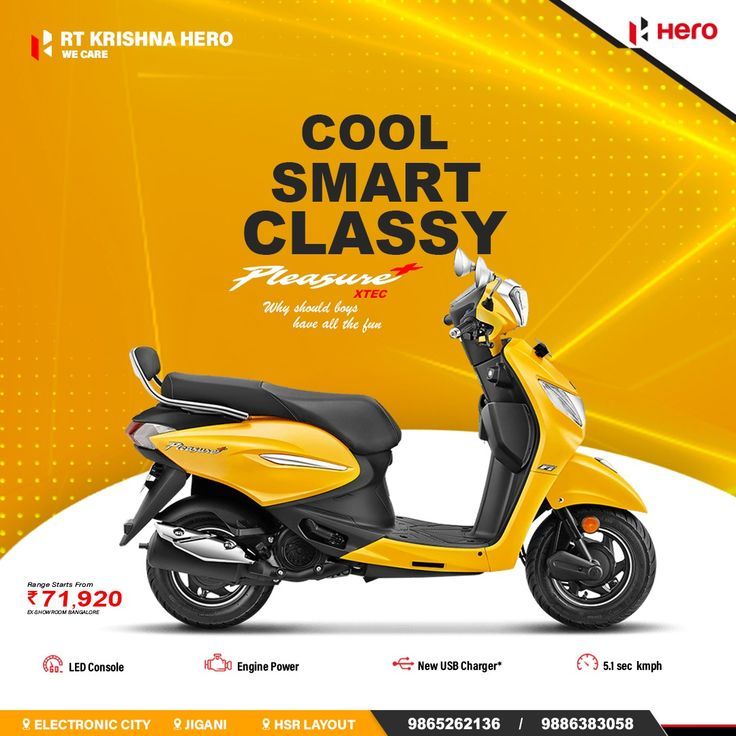 RT KRISHNA HERO
WE CARE
Hero
COOL
SMART
CLASSY
Pleasure+
XTEC
Why should boys
have all the fun
Pleasure+
Range Starts From
₹71,920
EX-SHOWROOM BANGALORE
LED Console
Engine Power
New USB Charger*
5.1 sec kmph
ELECTRONIC CITY
JIGANI
HSR LAYOUT
9865262136 / 9886383058